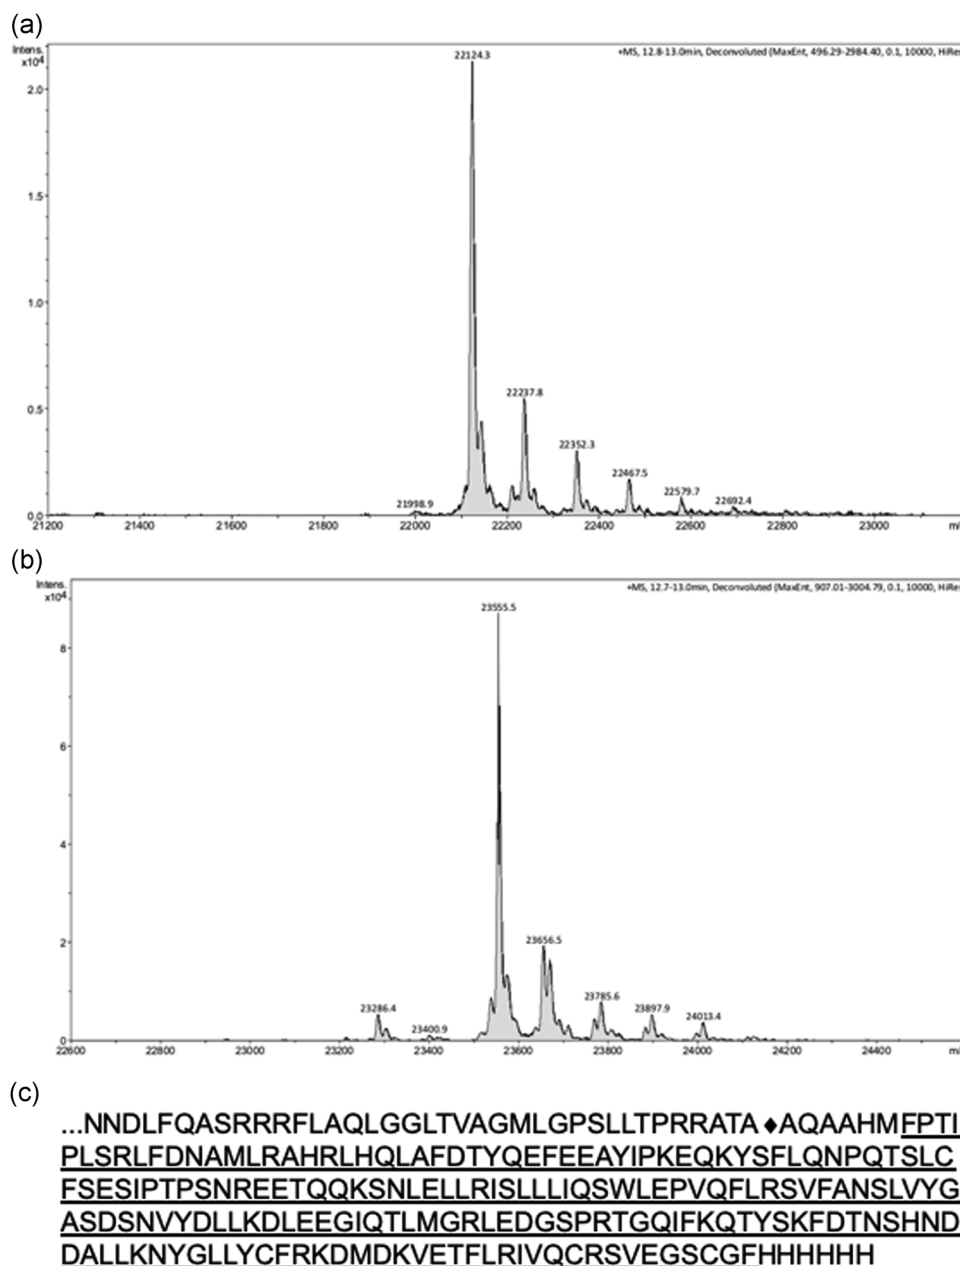 (a)
Intens.
x10⁴
+MS, 12.8-13.0min, Deconvoluted (MaxEnt, 496.29-2984.40, 0.1, 10000, HiRes
22124.3
2.0
1.5
1.0
22237.8
0.5
22352.3
22467.5
22579.7
22692.4
21998.9
0.0
21200 21400 21600 21800 22000 22200 22400 22600 22800 23000 m/
(b)
Intens.
x10⁴
+MS, 12.7-13.0min, Deconvoluted (MaxEnt, 907.01-3004.79, 0.1, 10000, HiRes
23555.5
8
6
4
2
23656.5
23785.6
23286.4
23897.9
24013.4
23400.9
0
22600 22800 23000 23200 23400 23600 23800 24000 24200 24400 m/
(c)
...NNDLFQASRRRFLAQLGGLTVAGMLGPSLLTPRRATA♦AQAAHMFPTI
PLSRLFDNAMLRAHRLHQLAFDTYQEFEEAYIPKEQKYSFLQNPQTSLC
FSESIPTPSNREETQQKSNLELLRISLLLIQSWLEPVQFLRSVFANSLVYG
ASDSNVYDLLKDLEEGIQTLMGRLEDGSPRTGQIFKQTYSKFDTNSHND
DALLKNYGLLYCFRKDMDKVETFLRIVQCRSVEGSCGFHHHHHH